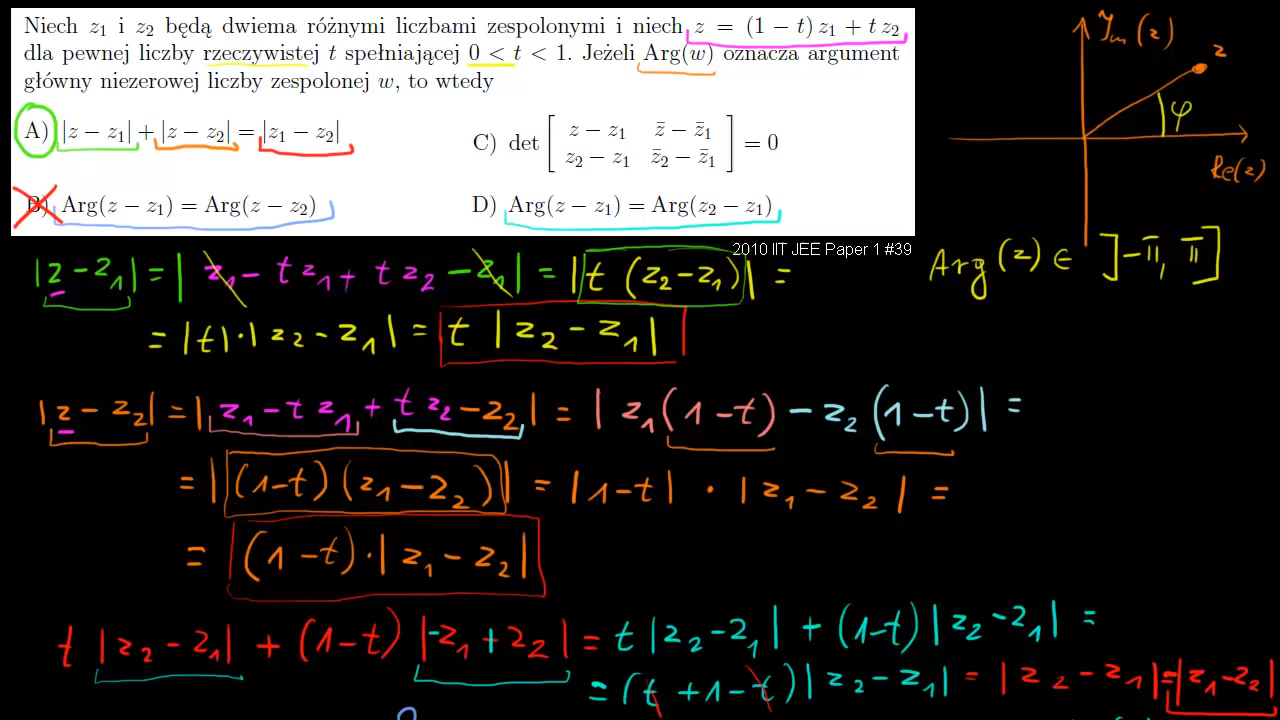 Niech z₁ i z₂ będą dwiema różnymi liczbami zespolonymi i niech z = (1 − t) z₁ + t z₂
dla pewnej liczby rzeczywistej t spełniającej 0 < t < 1. Jeżeli Arg(w) oznacza argument
główny niezerowej liczby zespolonej w, to wtedy
A) |z − z₁| + |z − z₂| = |z₁ − z₂|
C) det [ z − z₁ z̄ − z̄₁
z₂ − z₁ z̄₂ − z̄₁ ] = 0
B) Arg(z − z₁) = Arg(z − z₂)
D) Arg(z − z₁) = Arg(z₂ − z₁)
2010 IIT JEE Paper 1 #39
Im(z)
z
φ
Re(z)
Arg(z) ∈ ]−π, π]
|z − z₁| = | z₁ − t z₁ + t z₂ − z₁ | = | t (z₂ − z₁) | =
= |t| · | z₂ − z₁ | = t | z₂ − z₁ |
|z − z₂| = | z₁ − t z₁ + t z₂ − z₂ | = | z₁ (1 − t) − z₂ (1 − t) | =
= | (1 − t) (z₁ − z₂) | = | 1 − t | · | z₁ − z₂ | =
= (1 − t) · | z₁ − z₂ |
t | z₂ − z₁ | + (1 − t) | −z₁ + z₂ | = t | z₂ − z₁ | + (1 − t) | z₂ − z₁ | =
= (t + 1 − t) | z₂ − z₁ | = | z₂ − z₁ | = | z₁ − z₂ |